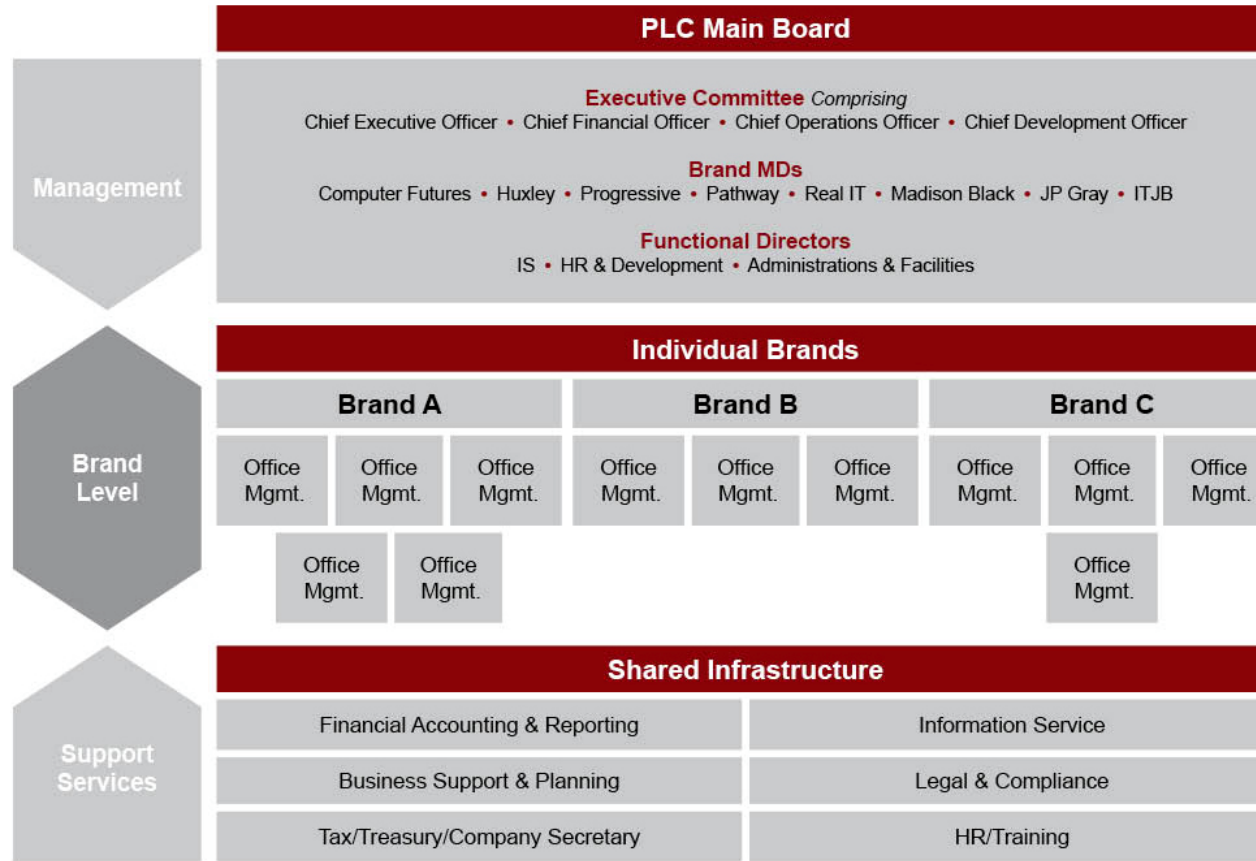 PLC Main Board
Management
Executive Committee Comprising
Chief Executive Officer • Chief Financial Officer • Chief Operations Officer • Chief Development Officer
Brand MDs
Computer Futures • Huxley • Progressive • Pathway • Real IT • Madison Black • JP Gray • ITJB
Functional Directors
IS • HR & Development • Administrations & Facilities
Brand
Level
Individual Brands
Brand A
Brand B
Brand C
Office
Mgmt.
Office
Mgmt.
Office
Mgmt.
Office
Mgmt.
Office
Mgmt.
Office
Mgmt.
Office
Mgmt.
Office
Mgmt.
Office
Mgmt.
Office
Mgmt.
Office
Mgmt.
Office
Mgmt.
Support
Services
Shared Infrastructure
Financial Accounting & Reporting
Information Service
Business Support & Planning
Legal & Compliance
Tax/Treasury/Company Secretary
HR/Training